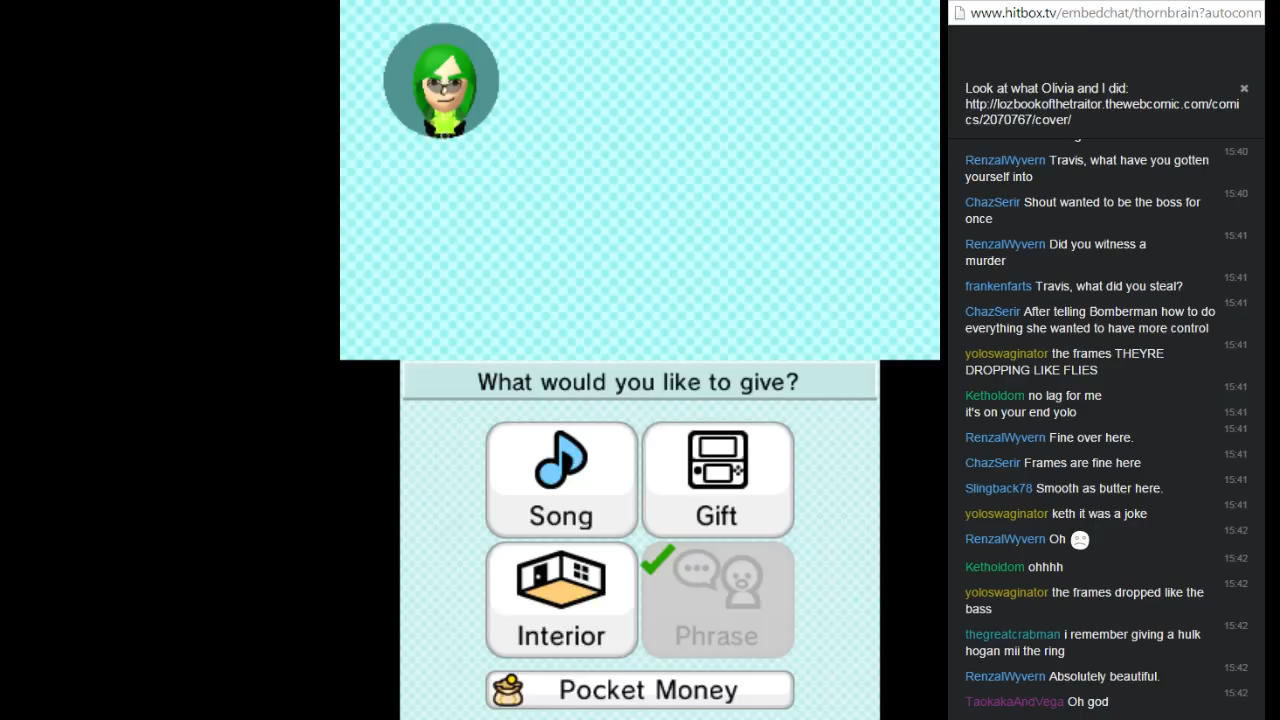 www.hitbox.tv/embedchat/thornbrain?autoconn
Look at what Olivia and I did:
http://lozbookofthetraitor.thewebcomic.com/comi
cs/2070767/cover/
15:40
RenzalWyvern Travis, what have you gotten
yourself into
15:40
ChazSerir Shout wanted to be the boss for
once
15:41
RenzalWyvern Did you witness a
murder
15:41
frankenfarts Travis, what did you steal?
15:41
ChazSerir After telling Bomberman how to do
everything she wanted to have more control
15:41
yoloswaginator the frames THEYRE
DROPPING LIKE FLIES
15:41
Ketholdom no lag for me
it's on your end yolo 15:41
15:41
RenzalWyvern Fine over here.
15:41
ChazSerir Frames are fine here
15:41
Slingback78 Smooth as butter here.
15:41
yoloswaginator keth it was a joke
15:42
RenzalWyvern Oh
15:42
Ketholdom ohhhh
15:42
yoloswaginator the frames dropped like the
bass
15:42
thegreatcrabman i remember giving a hulk
hogan mii the ring
15:42
RenzalWyvern Absolutely beautiful.
15:42
TaokakaAndVega Oh god
What would you like to give?
Song
Gift
Interior
Phrase
Pocket Money